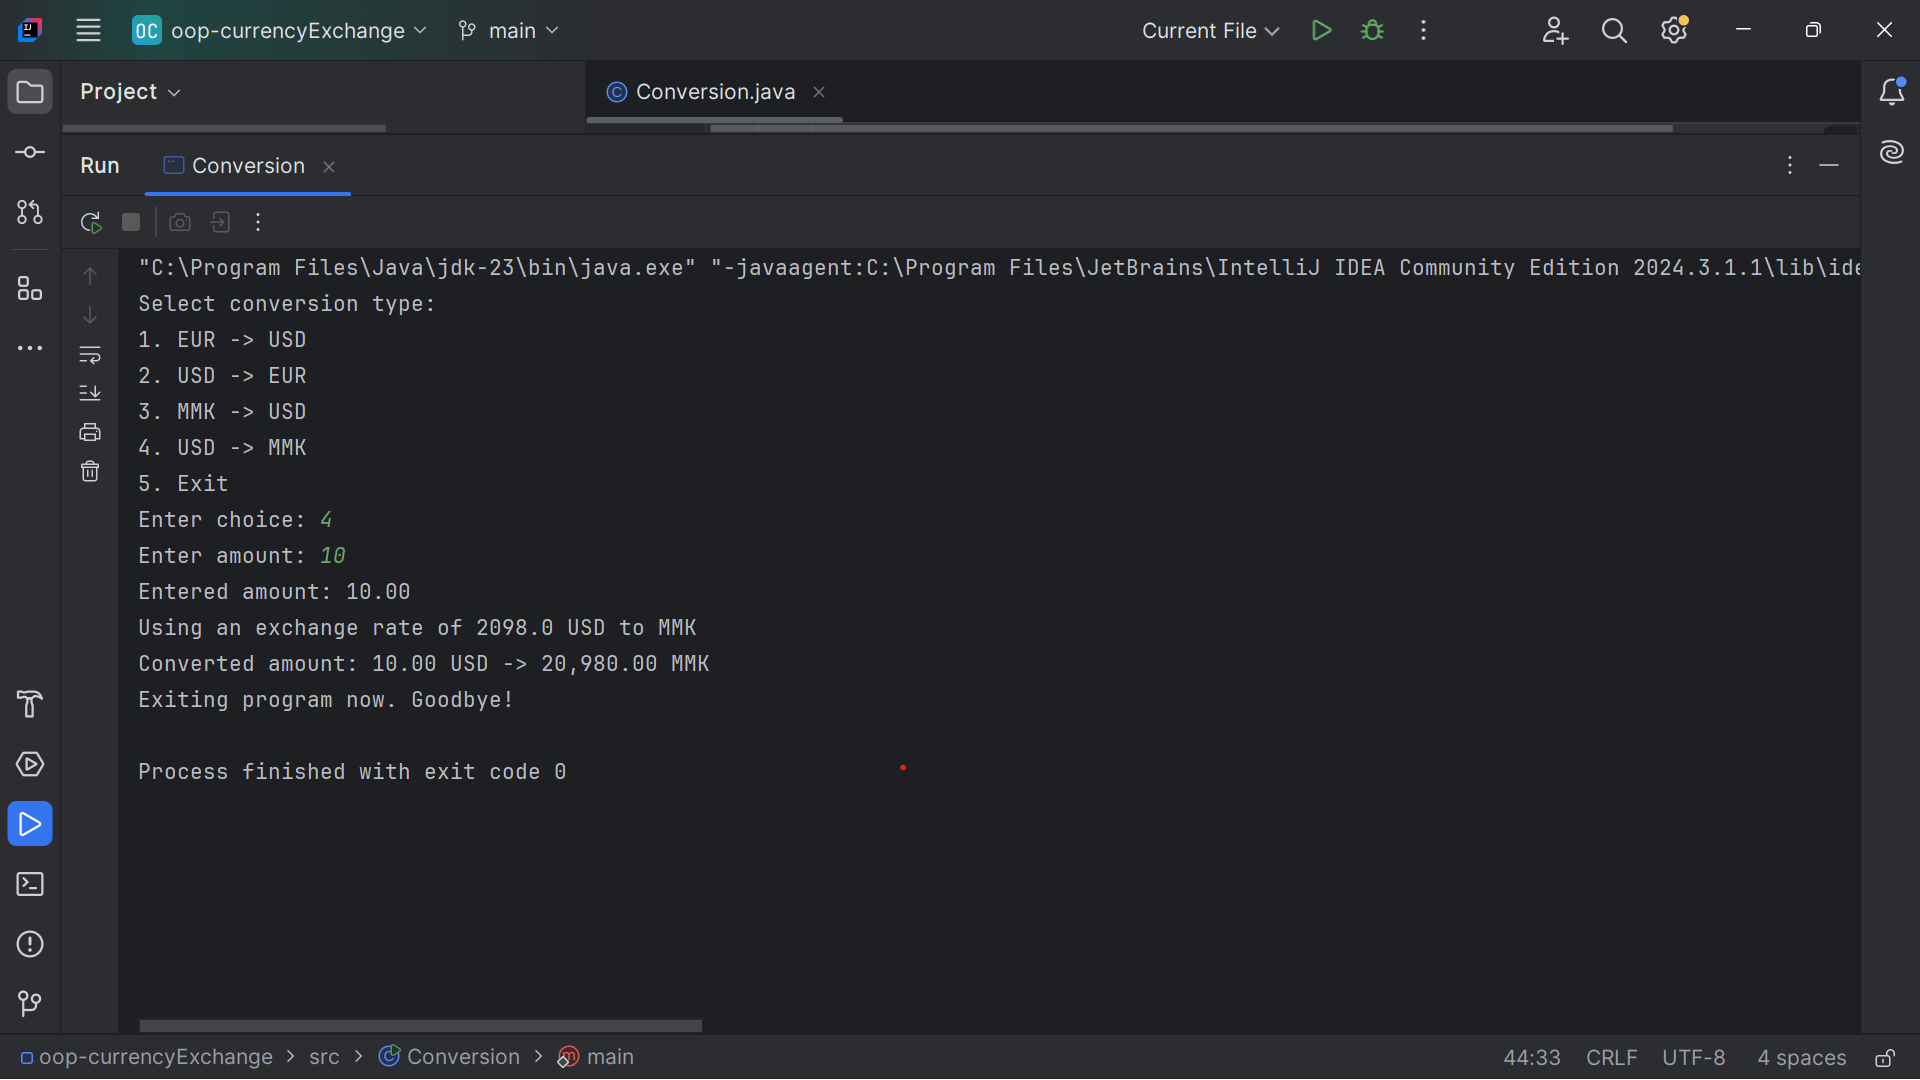 OC oop-currencyExchange main Current File
Project Conversion.java
Run Conversion
"C:\Program Files\Java\jdk-23\bin\java.exe" "-javaagent:C:\Program Files\JetBrains\IntelliJ IDEA Community Edition 2024.3.1.1\lib\ide
Select conversion type:
1. EUR -> USD
2. USD -> EUR
3. MMK -> USD
4. USD -> MMK
5. Exit
Enter choice: 4
Enter amount: 10
Entered amount: 10.00
Using an exchange rate of 2098.0 USD to MMK
Converted amount: 10.00 USD -> 20,980.00 MMK
Exiting program now. Goodbye!
Process finished with exit code 0
oop-currencyExchange > src > Conversion > main 44:33 CRLF UTF-8 4 spaces